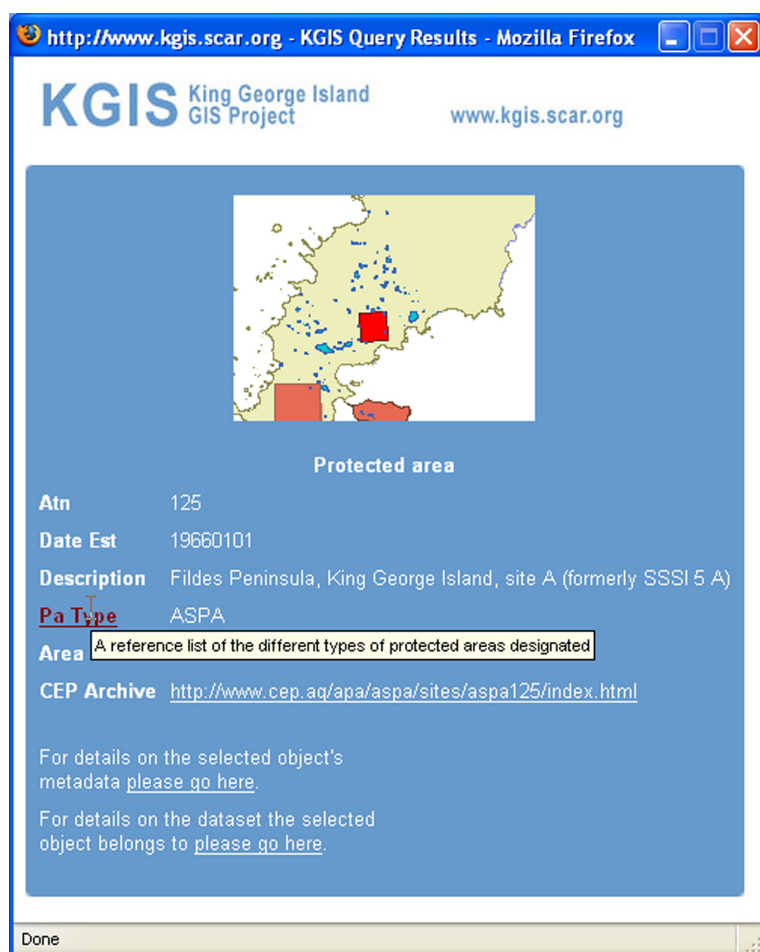 http://www.kgis.scar.org - KGIS Query Results - Mozilla Firefox
KGIS King George Island
GIS Project
www.kgis.scar.org
Protected area
Atn 125
Date Est 19660101
Description Fildes Peninsula, King George Island, site A (formerly SSSI 5 A)
Pa Type ASPA
A reference list of the different types of protected areas designated
Area
CEP Archive http://www.cep.aq/apa/aspa/sites/aspa125/index.html
For details on the selected object's
metadata please go here.
For details on the dataset the selected
object belongs to please go here.
Done